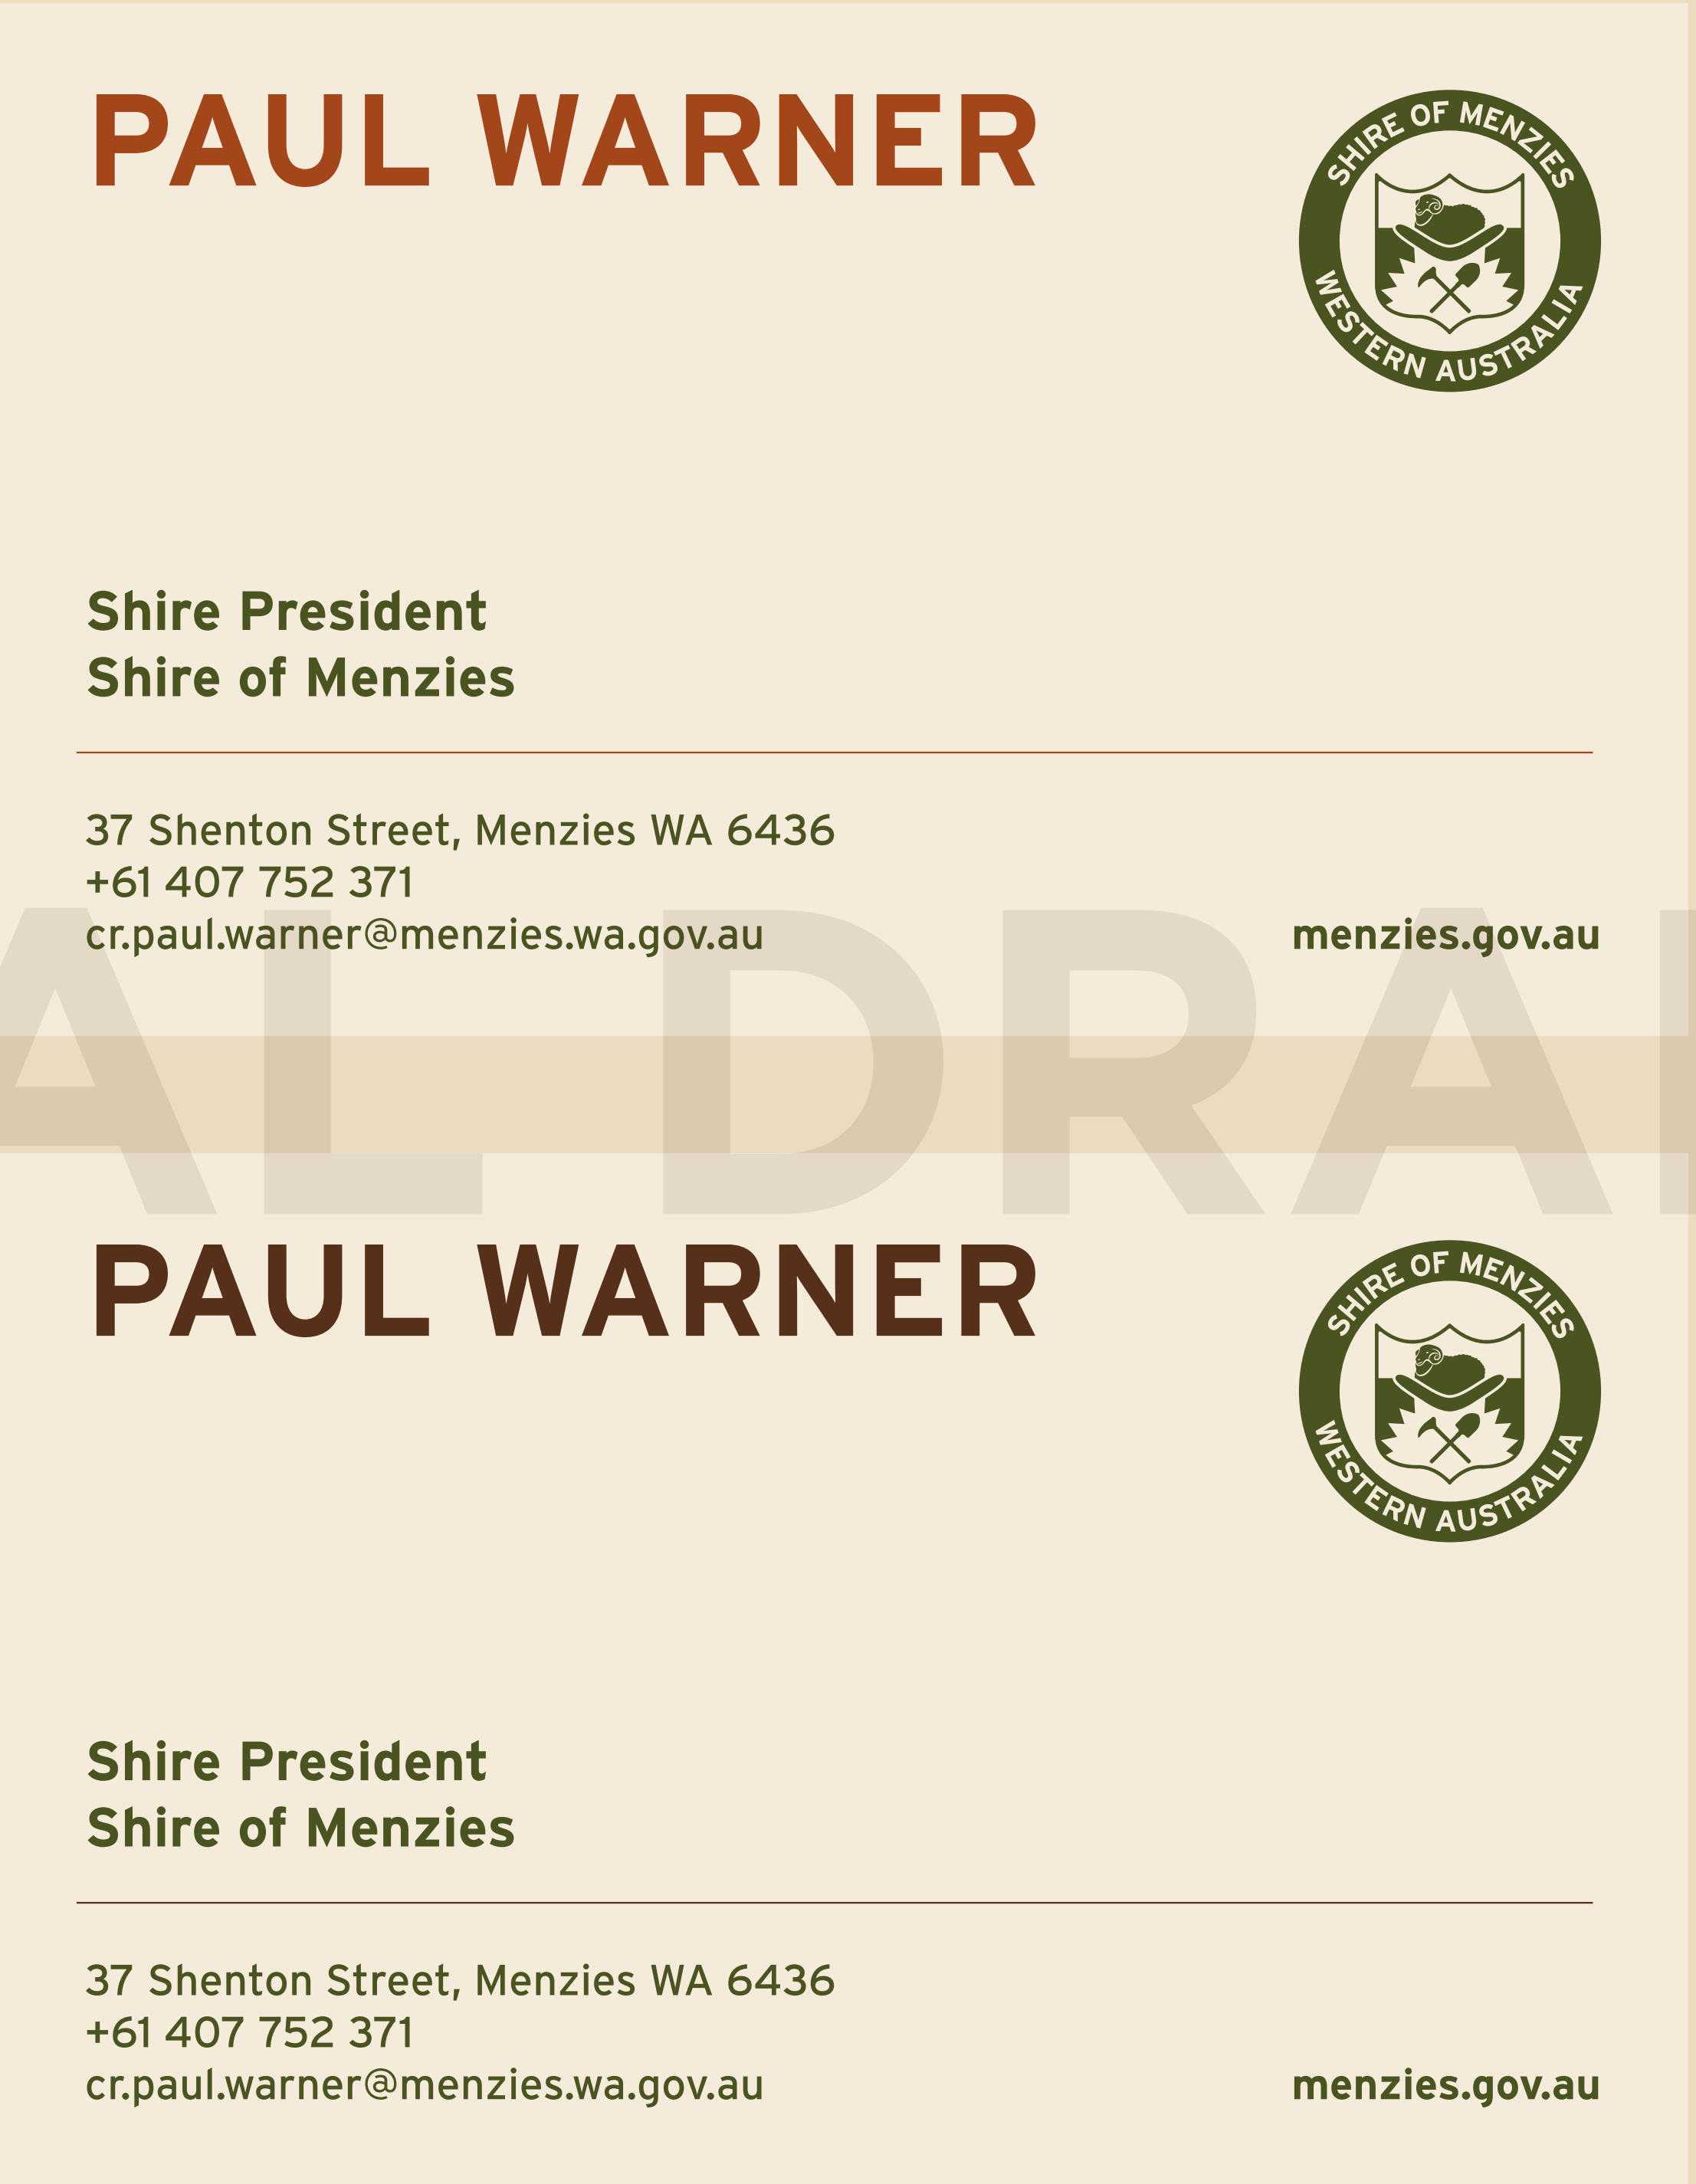 PAUL WARNER
SHIRE OF MENZIES
WESTERN AUSTRALIA
Shire President
Shire of Menzies
37 Shenton Street, Menzies WA 6436
+61 407 752 371
cr.paul.warner@menzies.wa.gov.au
menzies.gov.au
PAUL WARNER
SHIRE OF MENZIES
WESTERN AUSTRALIA
Shire President
Shire of Menzies
37 Shenton Street, Menzies WA 6436
+61 407 752 371
cr.paul.warner@menzies.wa.gov.au
menzies.gov.au